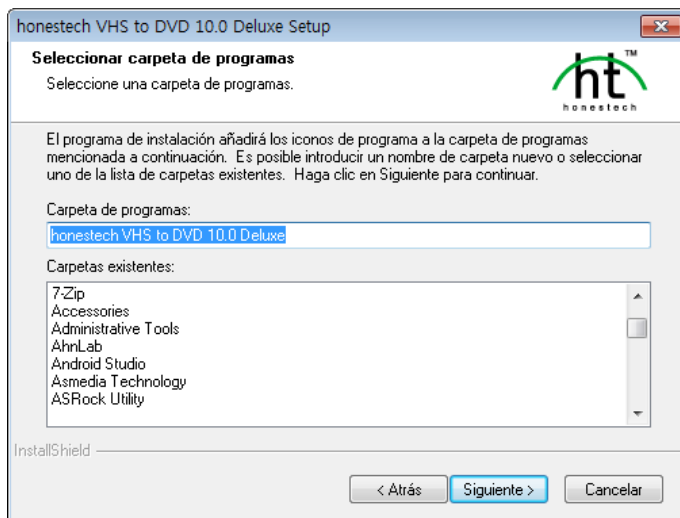 honestech VHS to DVD 10.0 Deluxe Setup
Seleccionar carpeta de programas
Seleccione una carpeta de programas.
ht™
honestech
El programa de instalación añadirá los iconos de programa a la carpeta de programas
mencionada a continuación. Es posible introducir un nombre de carpeta nuevo o seleccionar
uno de la lista de carpetas existentes. Haga clic en Siguiente para continuar.
Carpeta de programas:
honestech VHS to DVD 10.0 Deluxe
Carpetas existentes:
7-Zip
Accessories
Administrative Tools
AhnLab
Android Studio
Asmedia Technology
ASRock Utility
InstallShield
< Atrás
Siguiente >
Cancelar